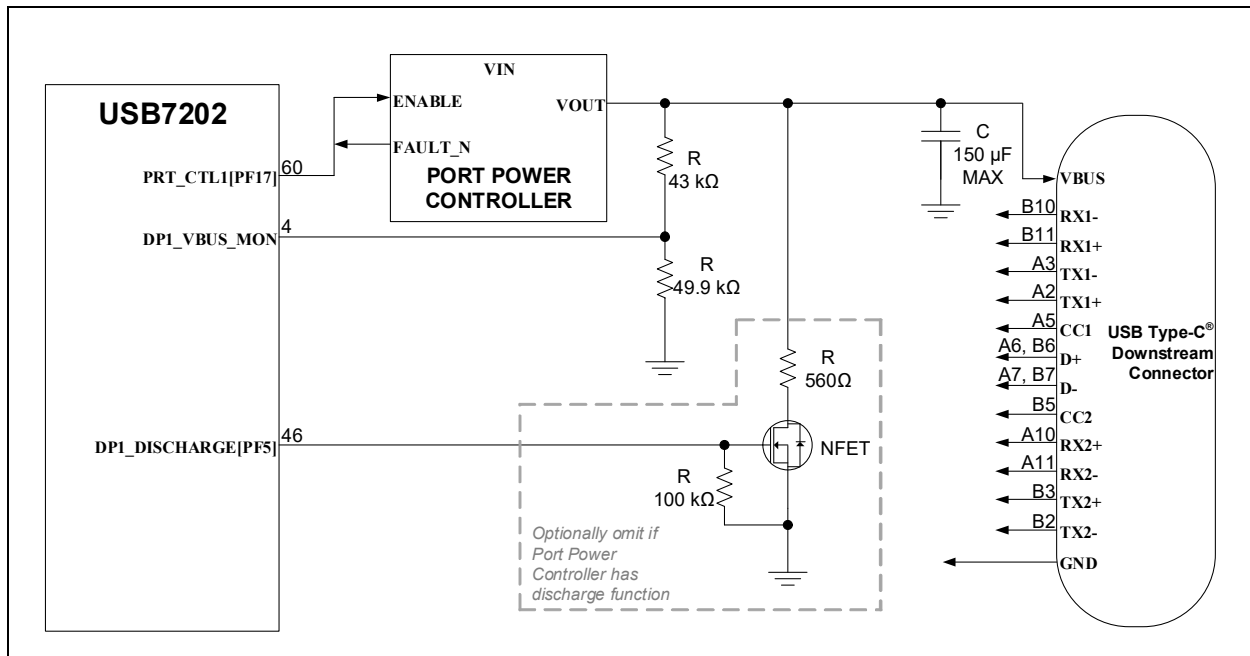 USB7202
PRT_CTL1[PF17]
60
DP1_VBUS_MON
4
DP1_DISCHARGE[PF5]
46
VIN
ENABLE
VOUT
FAULT_N
PORT POWER
CONTROLLER
R
43 kΩ
R
49.9 kΩ
R
560Ω
NFET
R
100 kΩ
Optionally omit if
Port Power
Controller has
discharge function
C
150 µF
MAX
VBUS
B10
RX1-
B11
RX1+
A3
TX1-
A2
TX1+
A5
CC1
A6, B6
D+
A7, B7
D-
B5
CC2
A10
RX2+
A11
RX2-
B3
TX2+
B2
TX2-
GND
USB Type-C®
Downstream
Connector